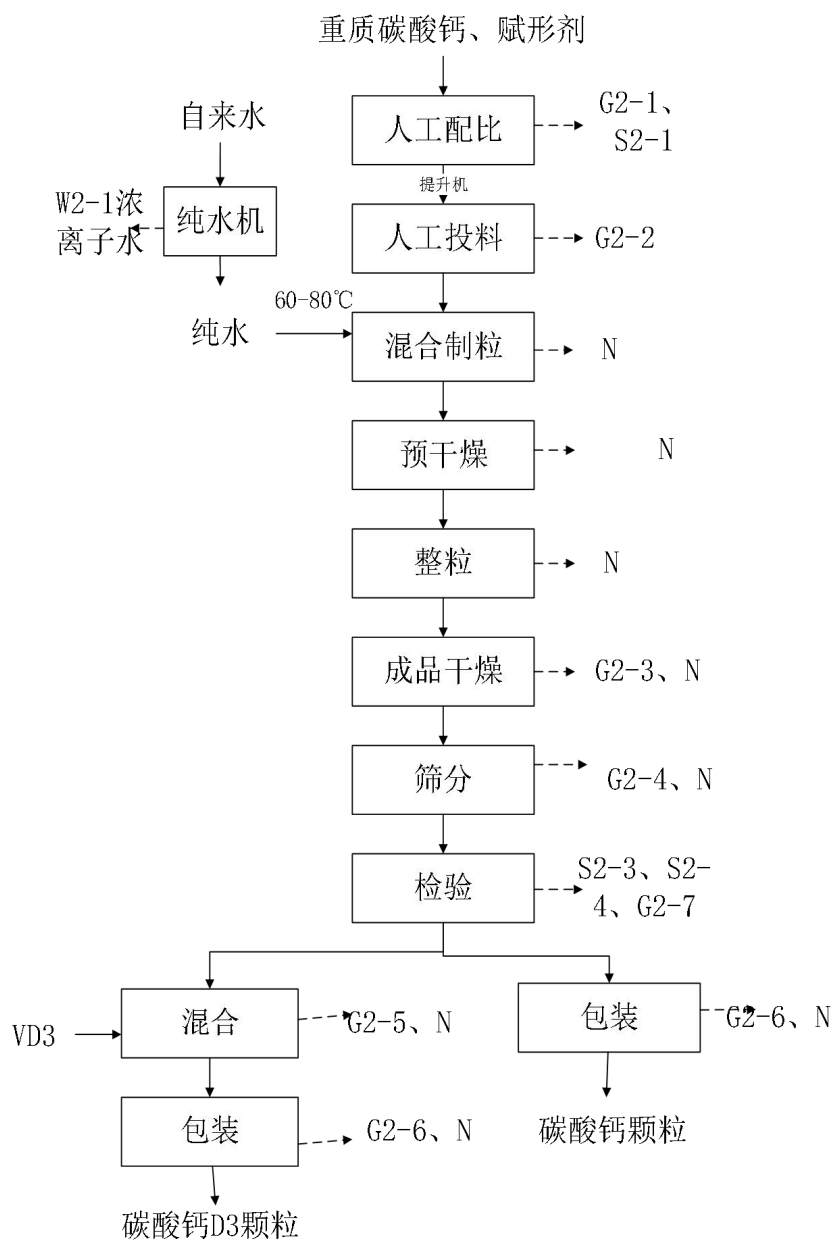 重质碳酸钙、赋形剂
人工配比
G2-1、
S2-1
自来水
提升机
W2-1浓
离子水
纯水机
人工投料
G2-2
60-80℃
纯水
混合制粒
N
预干燥
N
整粒
N
成品干燥
G2-3、N
筛分
G2-4、N
检验
S2-3、S2-
4、G2-7
VD3
混合
G2-5、N
包装
G2-6、N
包装
G2-6、N
碳酸钙颗粒
碳酸钙D3颗粒